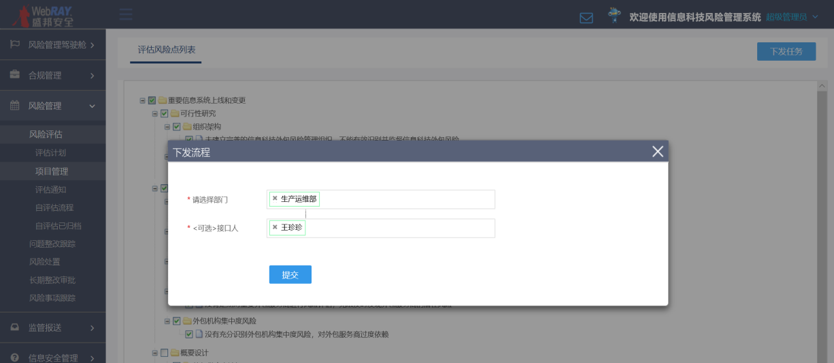 WebRAY
盛邦安全
欢迎使用信息科技风险管理系统 超级管理员
风险管理驾驶舱
合规管理
风险管理
风险评估
评估计划
项目管理
评估通知
自评估流程
自评估已归档
问题整改跟踪
风险处置
长期整改审批
风险事项跟踪
监管报送
信息安全管理
评估风险点列表
下发任务
重要信息系统上线和变更
可行性研究
组织架构
下发流程
* 请选择部门
× 生产运维部
* <可选>接口人
× 王珍珍
提交
外包机构集中度风险
没有充分识别外包机构集中度风险，对外包服务商过度依赖
概要设计